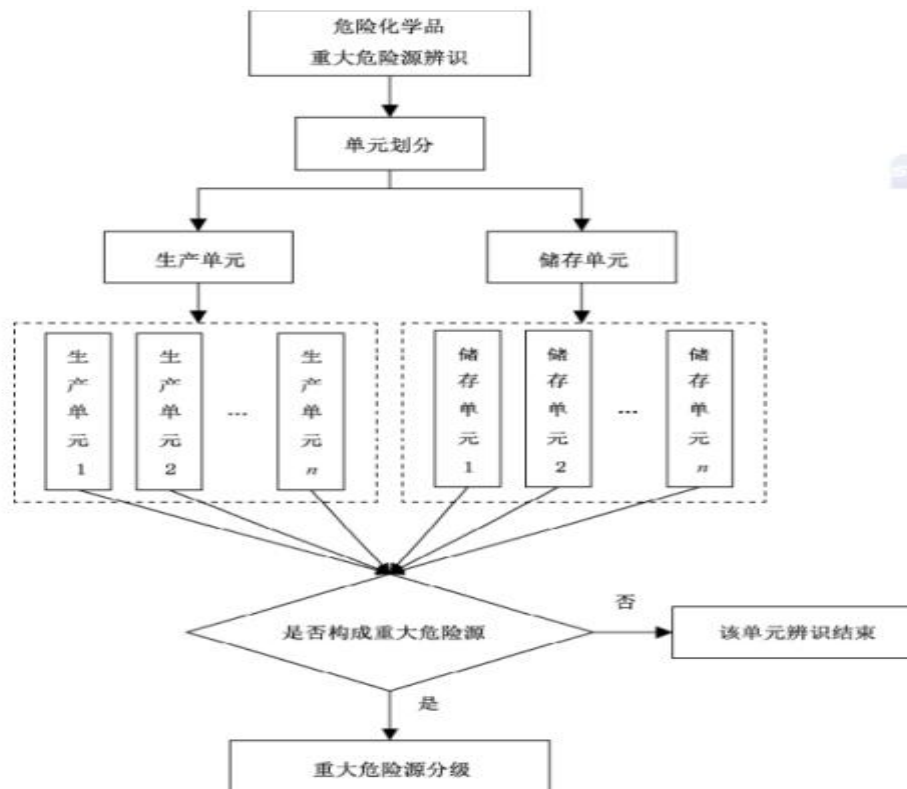 危险化学品
重大危险源辨识
单元划分
生产单元
储存单元
生产单元1
生产单元2
...
生产单元n
储存单元1
储存单元2
...
储存单元n
是否构成重大危险源
否
该单元辨识结束
是
重大危险源分级